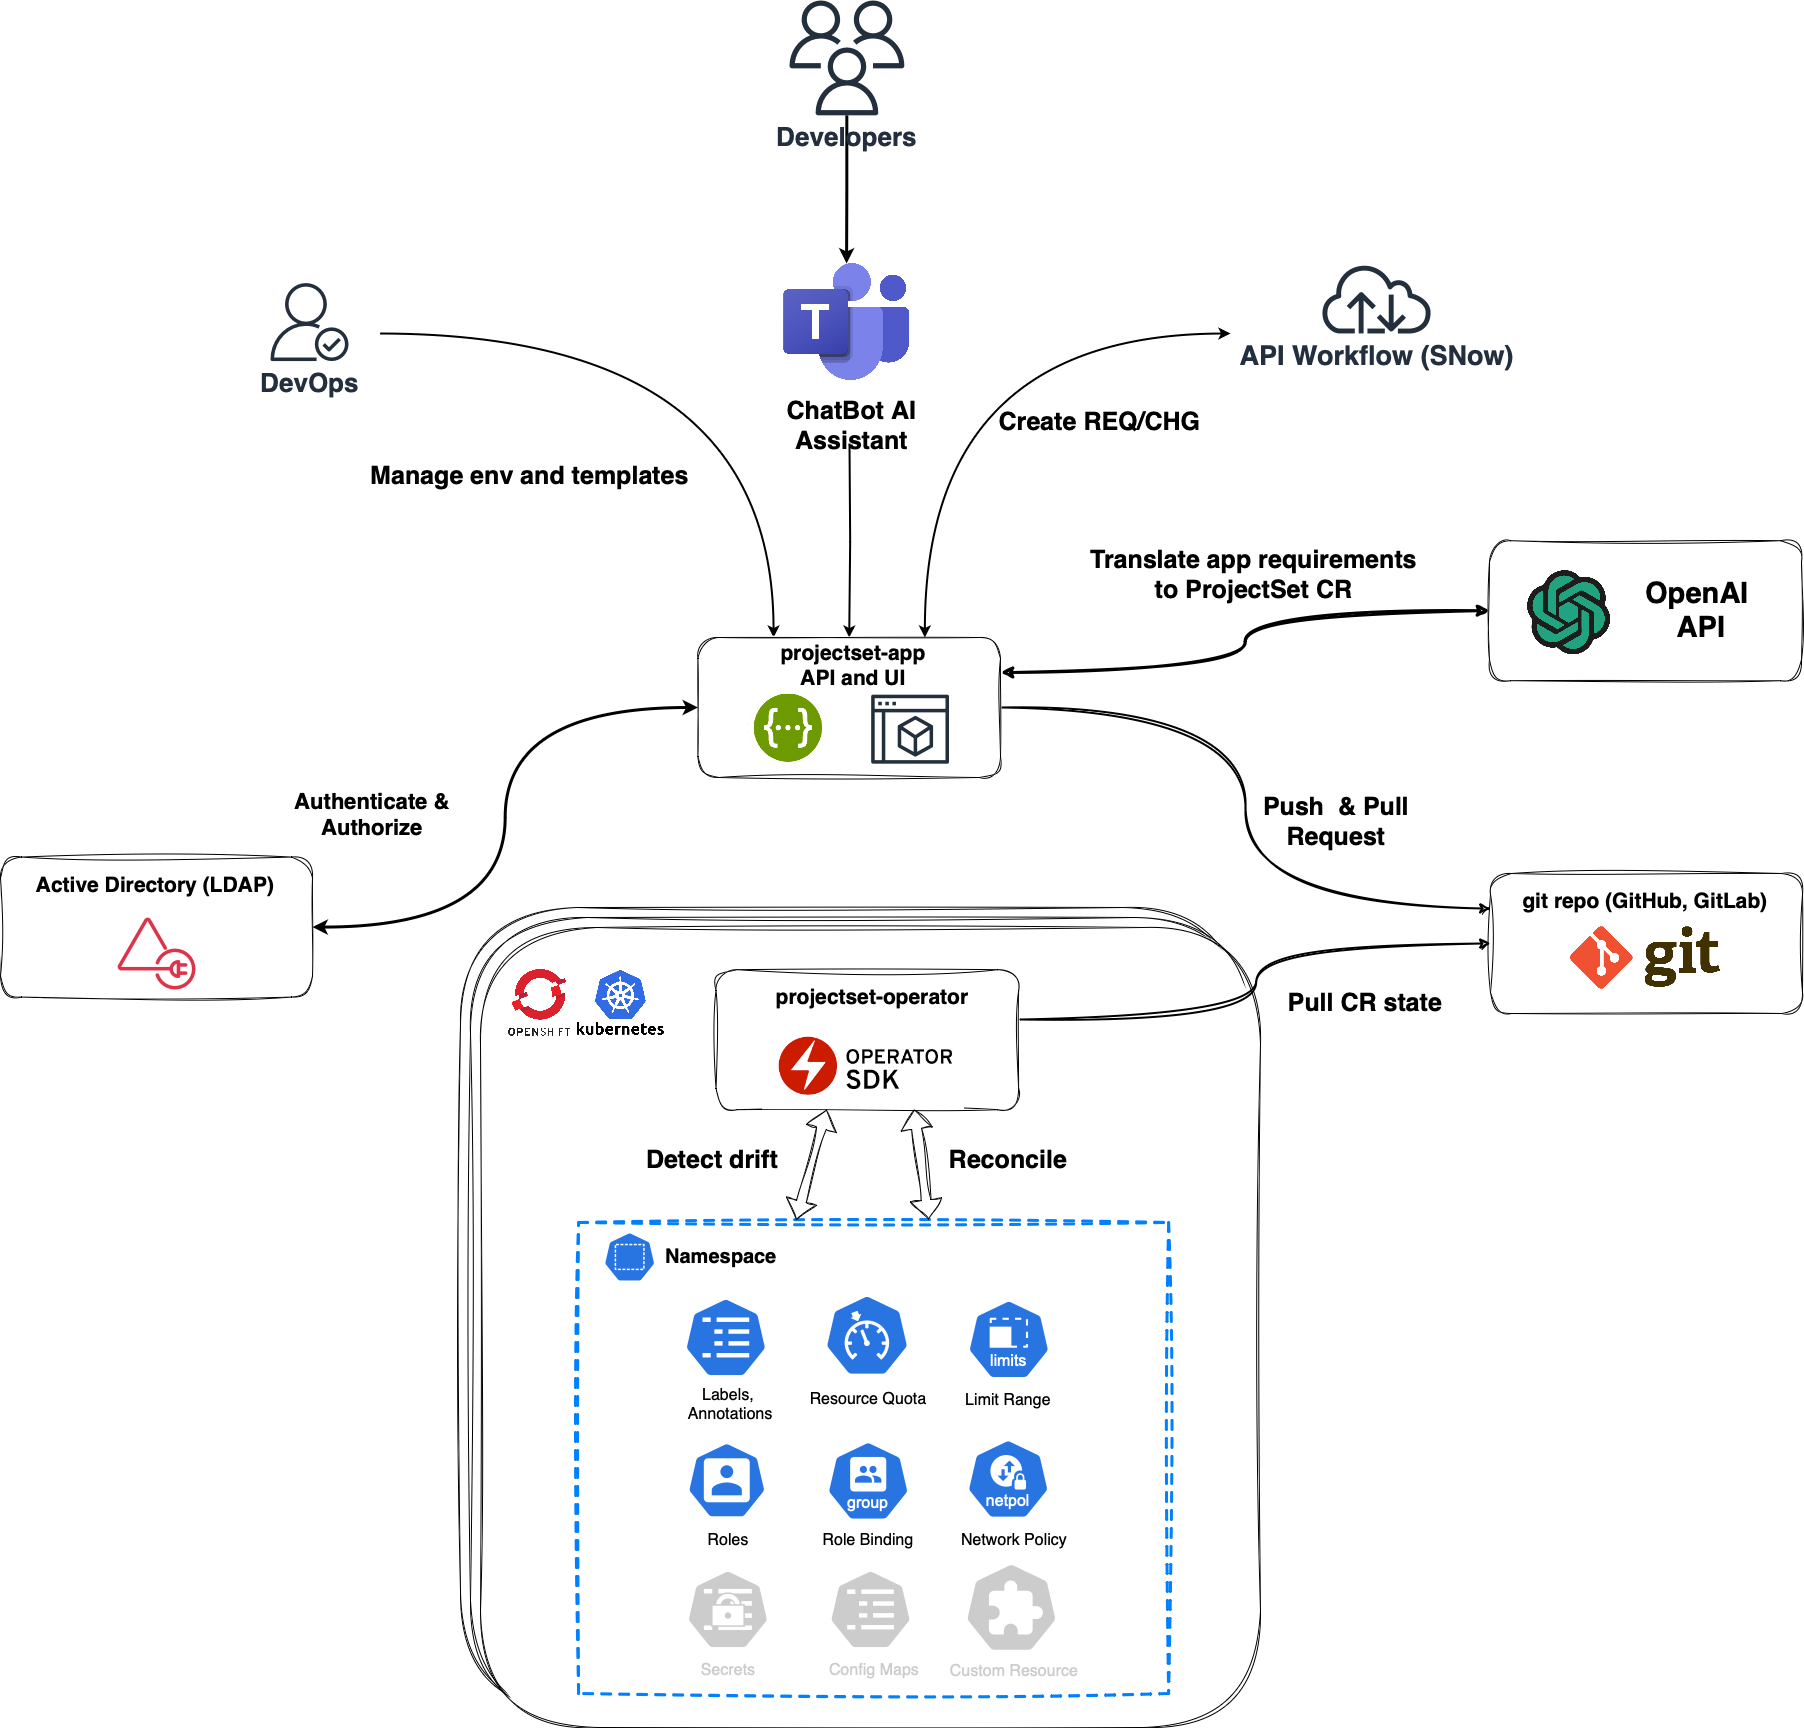 Developers
T
DevOps
API Workflow (SNow)
ChatBot AI
Assistant
Create REQ/CHG
Manage env and templates
Translate app requirements
to ProjectSet CR
OpenAI
API
projectset-app
API and UI
{...}
Authenticate &
Authorize
Push & Pull
Request
Active Directory (LDAP)
git repo (GitHub, GitLab)
git
projectset-operator
OPENSHIFT
kubernetes
Pull CR state
OPERATOR
SDK
Detect drift
Reconcile
Namespace
limits
Labels,
Annotations
Resource Quota
Limit Range
group
netpol
Roles
Role Binding
Network Policy
Secrets
Config Maps
Custom Resource